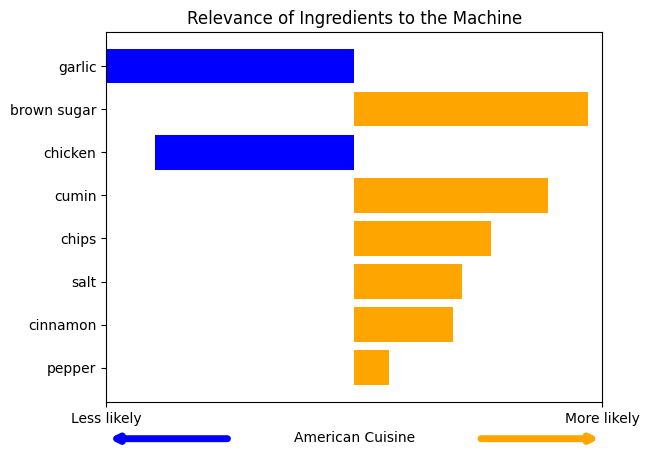 Relevance of Ingredients to the Machine
garlic
brown sugar
chicken
cumin
chips
salt
cinnamon
pepper
Less likely
More likely
American Cuisine